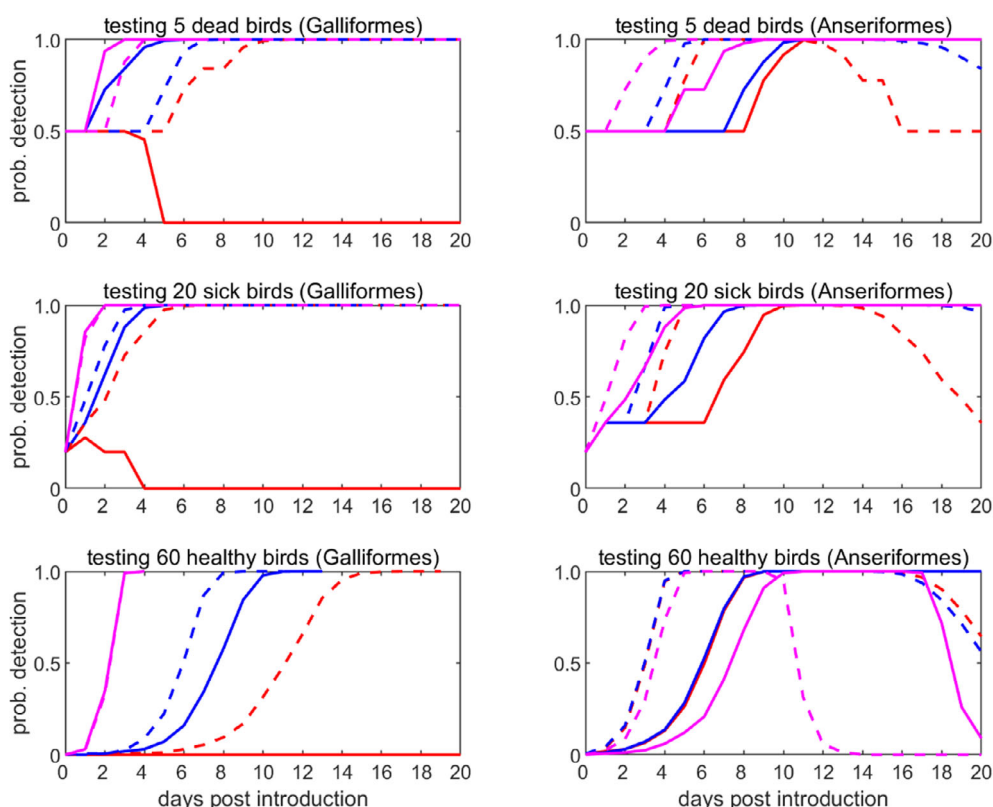 testing 5 dead birds (Galliformes)
prob. detection
1.0
0.5
0
0 2 4 6 8 10 12 14 16 18 20
testing 5 dead birds (Anseriformes)
1.0
0.5
0
0 2 4 6 8 10 12 14 16 18 20
testing 20 sick birds (Galliformes)
prob. detection
1.0
0.5
0
0 2 4 6 8 10 12 14 16 18 20
testing 20 sick birds (Anseriformes)
1.0
0.5
0
0 2 4 6 8 10 12 14 16 18 20
testing 60 healthy birds (Galliformes)
prob. detection
1.0
0.5
0
0 2 4 6 8 10 12 14 16 18 20
days post introduction
testing 60 healthy birds (Anseriformes)
1.0
0.5
0
0 2 4 6 8 10 12 14 16 18 20
days post introduction